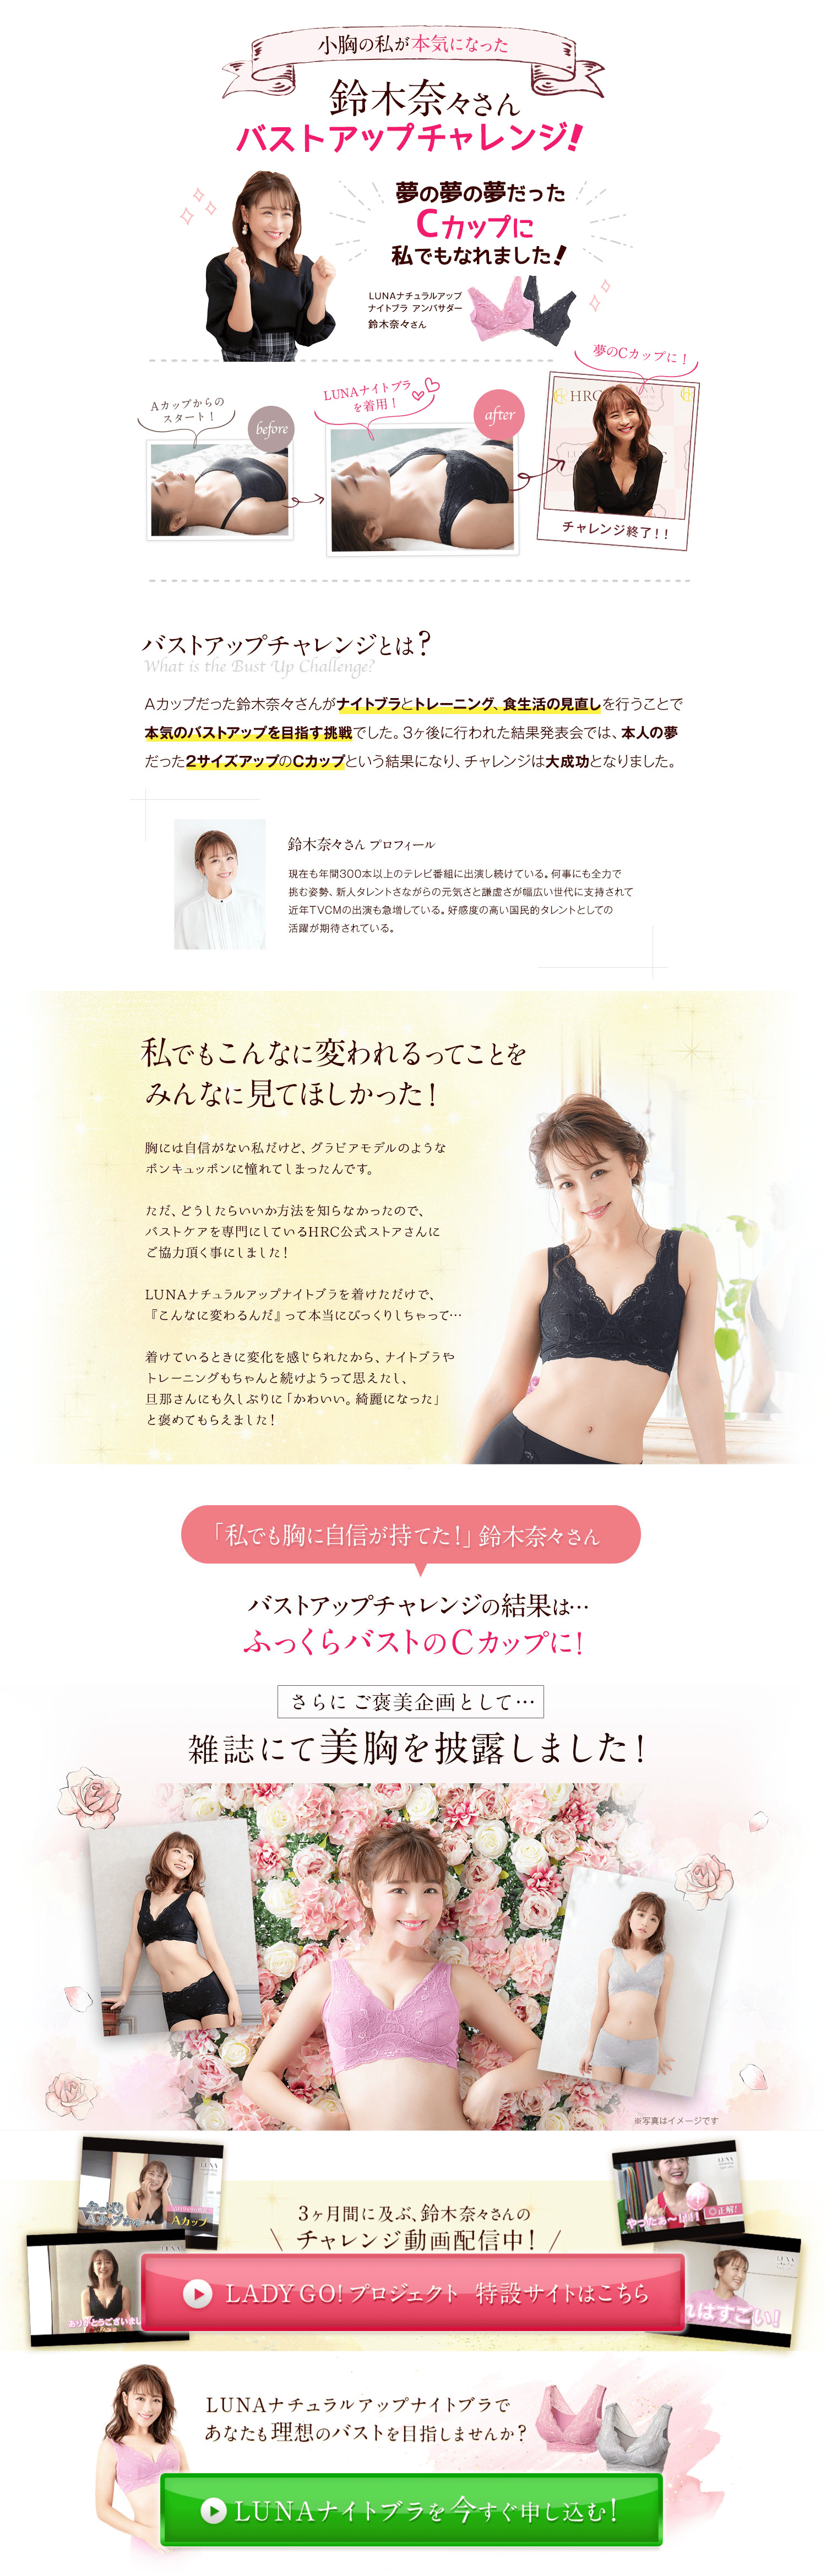 小胸の私が本気になった
鈴木奈々さん
バストアップチャレンジ!
夢の夢の夢だった
Cカップに
私でもなれました!
LUNAナチュラルアップ
ナイトブラ アンバサダー
鈴木奈々さん
夢のCカップに!
Aカップからの
スタート!
before
LUNAナイトブラ
を着用!
after
HRC
チャレンジ終了!!
バストアップチャレンジとは?
What is the Bust Up Challenge?
Aカップだった鈴木奈々さんがナイトブラとトレーニング、食生活の見直しを行うことで
本気のバストアップを目指す挑戦でした。3ヶ後に行われた結果発表会では、本人の夢
だった2サイズアップのCカップという結果になり、チャレンジは大成功となりました。
鈴木奈々さん プロフィール
現在も年間300本以上のテレビ番組に出演し続けている。何事にも全力で
挑む姿勢、新人タレントさながらの元気さと謙虚さが幅広い世代に支持されて
近年TVCMの出演も急増している。好感度の高い国民的タレントとしての
活躍が期待されている。
私でもこんなに変われるってことを
みんなに見てほしかった!
胸には自信がない私だけど、グラビアモデルのような
ボンキュッボンに憧れてしまったんです。
ただ、どうしたらいいか方法を知らなかったので、
バストケアを専門にしているHRC公式ストアさんに
ご協力頂く事にしました!
LUNAナチュラルアップナイトブラを着けただけで、
『こんなに変わるんだ』って本当にびっくりしちゃって…
着けているときに変化を感じられたから、ナイトブラや
トレーニングもちゃんと続けようって思えたし、
旦那さんにも久しぶりに「かわいい。綺麗になった」
と褒めてもらえました!
「私でも胸に自信が持てた!」鈴木奈々さん
バストアップチャレンジの結果は…
ふっくらバストのCカップに!
さらに ご褒美企画として…
雑誌にて美胸を披露しました!
※写真はイメージです
Aカップ
やったぁ〜!
◎正解!
3ヶ月間に及ぶ、鈴木奈々さんの
\ チャレンジ動画配信中! /
ありがとうございまし
LADY GO! プロジェクト 特設サイトはこちら
れはすごい!
LUNAナチュラルアップナイトブラで
あなたも理想のバストを目指しませんか?
LUNAナイトブラを今すぐ申し込む!